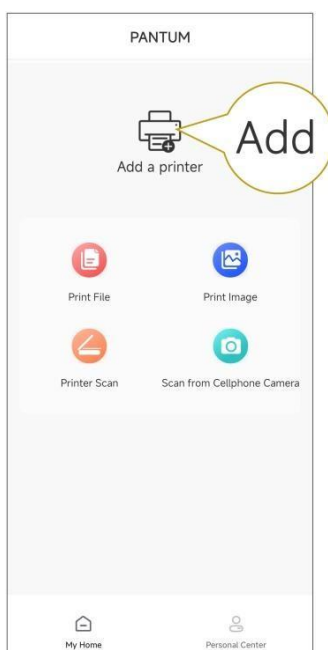 PANTUM
Add
Add a printer
Print File
Print Image
Printer Scan
Scan from Cellphone Camera
My Home
Personal Center